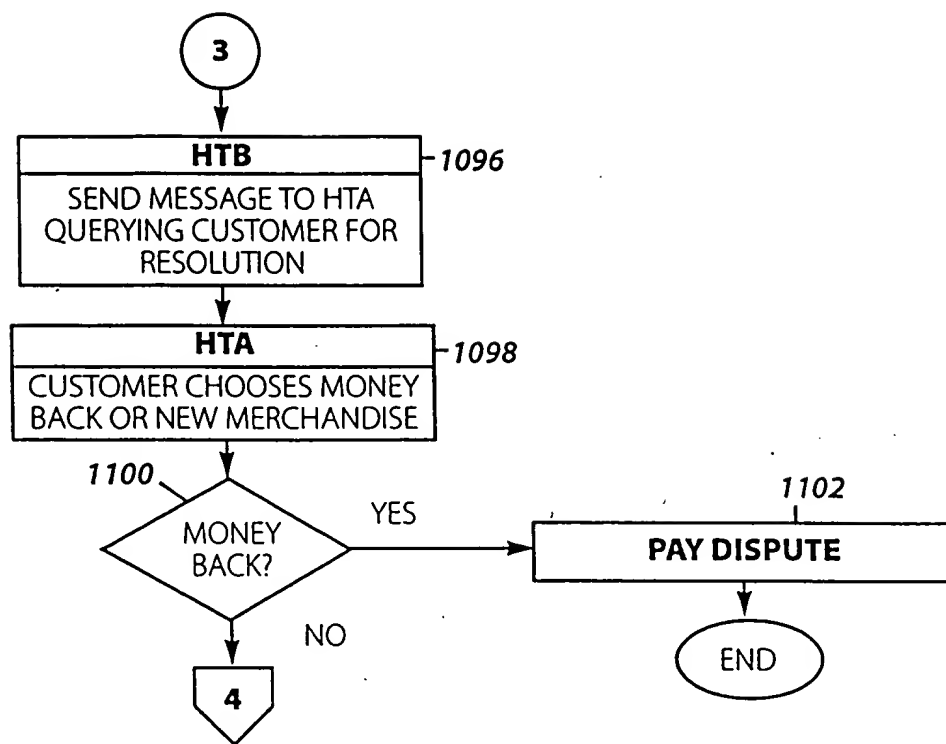 3
HTB
1096
SEND MESSAGE TO HTA
QUERYING CUSTOMER FOR
RESOLUTION
HTA
1098
CUSTOMER CHOOSES MONEY
BACK OR NEW MERCHANDISE
1100
MONEY
BACK?
YES
1102
PAY DISPUTE
NO
END
4